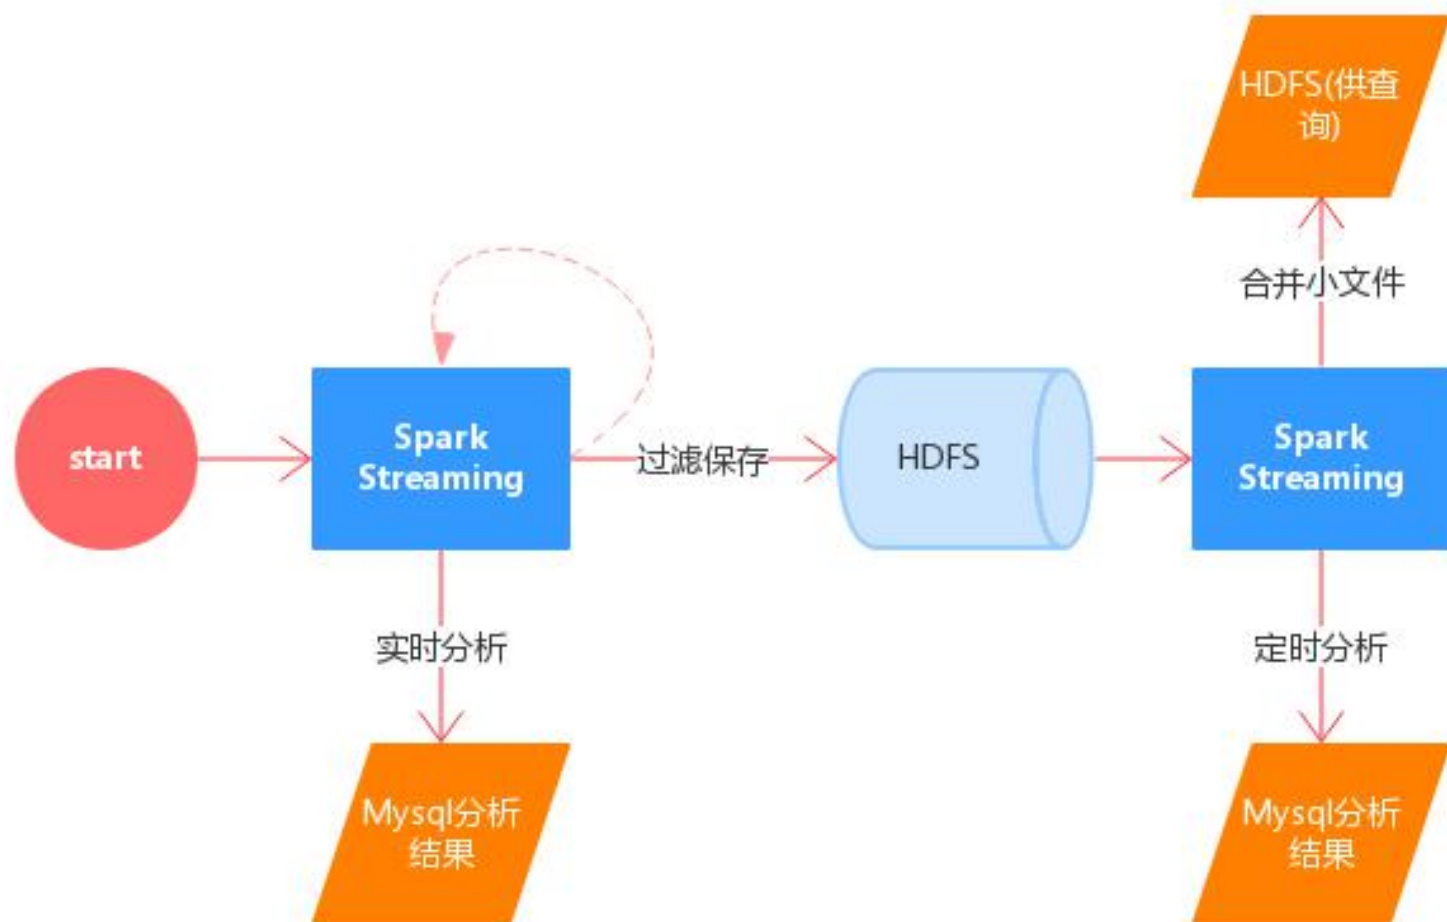 HDFS(供查
询)
合并小文件
start
Spark
Streaming
过滤保存
HDFS
Spark
Streaming
实时分析
定时分析
Mysql分析
结果
Mysql分析
结果